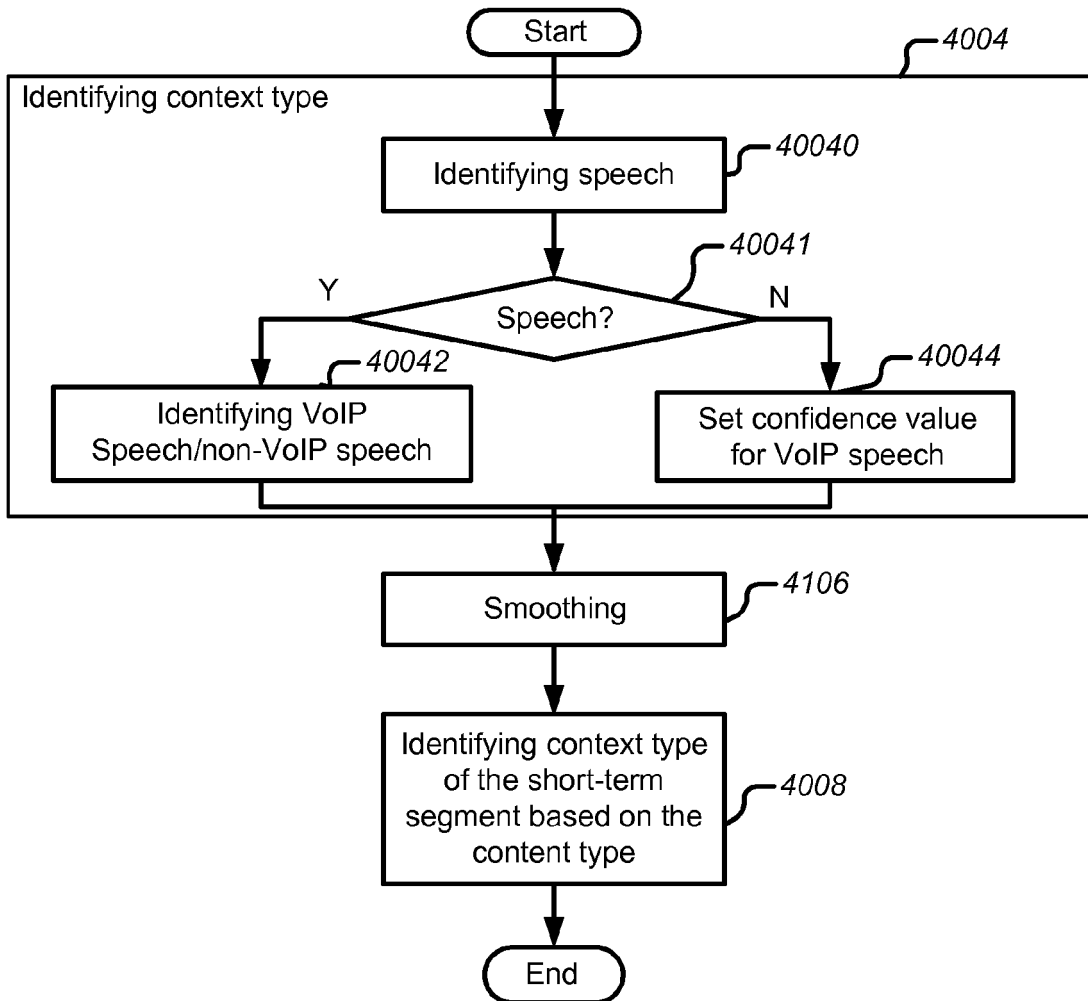 Start
4004
Identifying context type
Identifying speech
40040
40041
Y
Speech?
N
40042
40044
Identifying VoIP
Speech/non-VoIP speech
Set confidence value
for VoIP speech
Smoothing
4106
Identifying context type
of the short-term
segment based on the
content type
4008
End